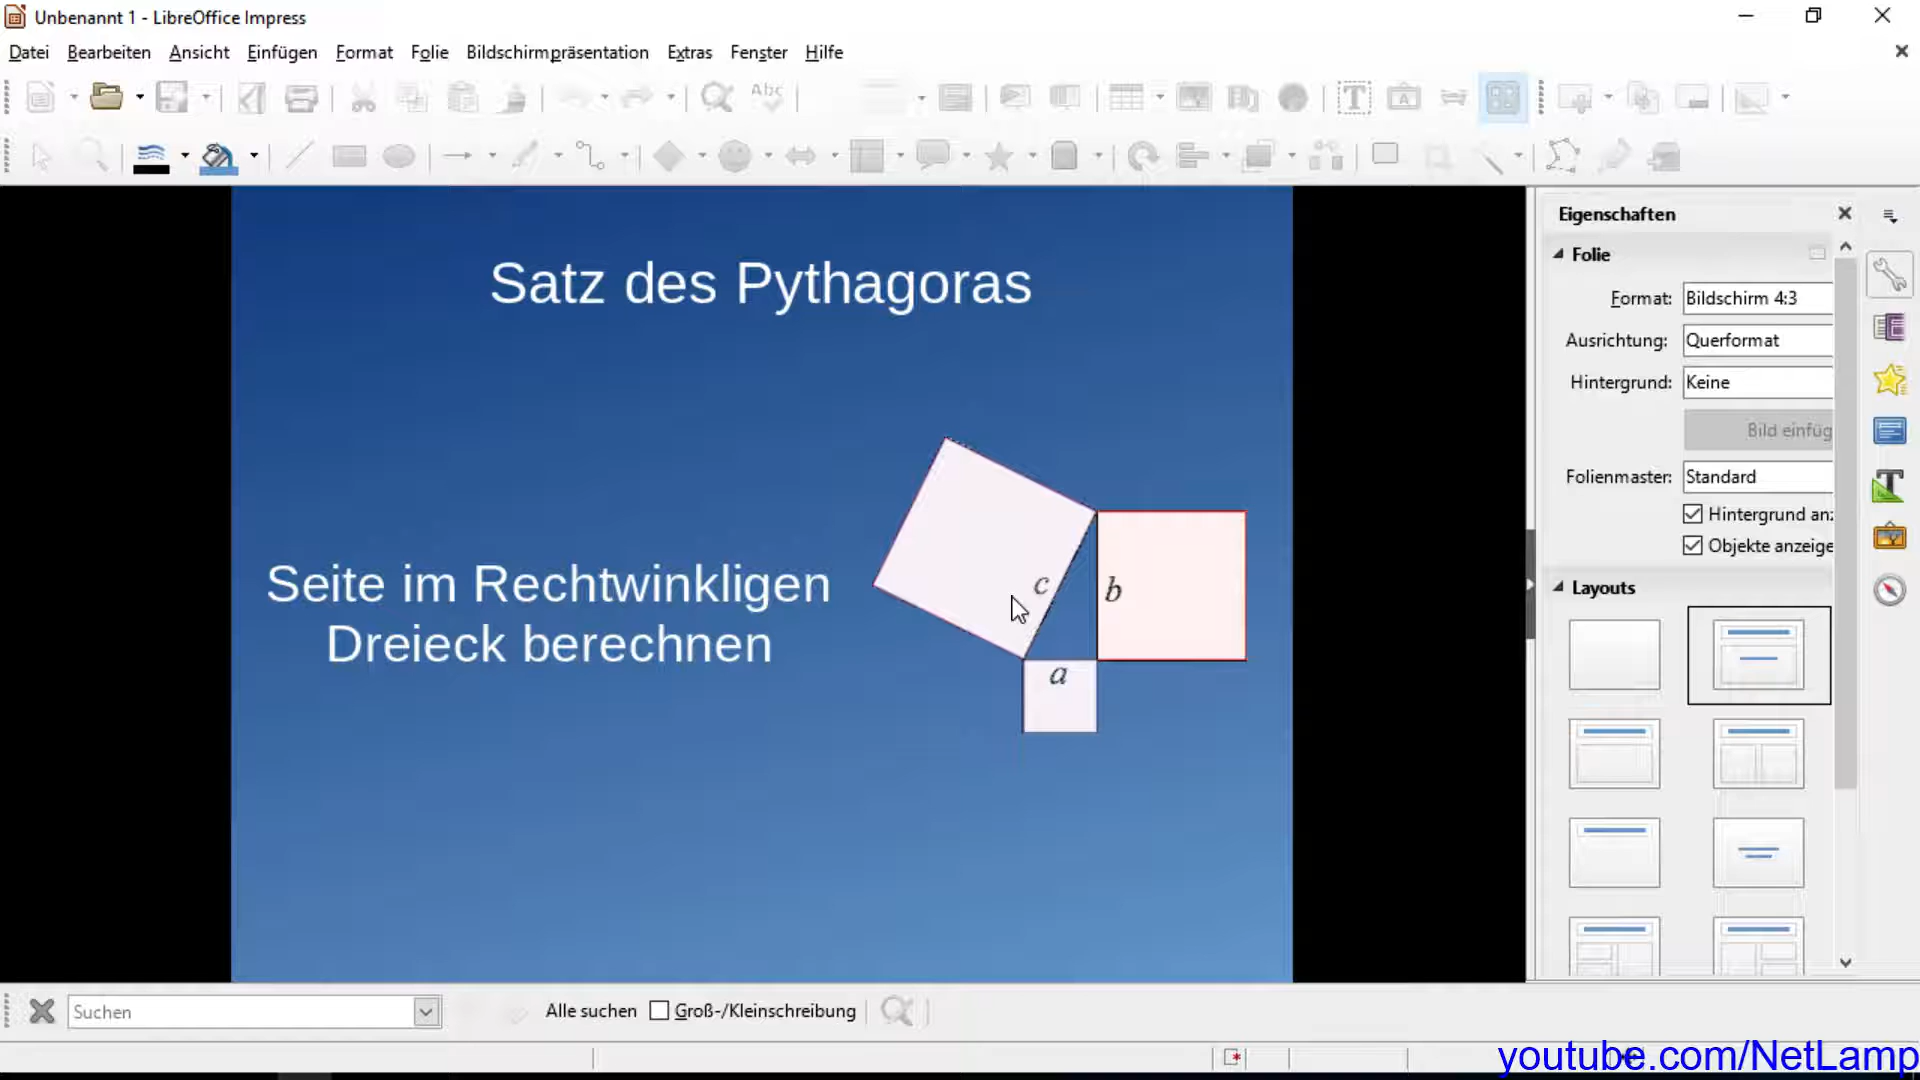 Unbenannt 1 - LibreOffice Impress
Datei Bearbeiten Ansicht Einfügen Format Folie Bildschirmpräsentation Extras Fenster Hilfe
Abc
Satz des Pythagoras
Seite im Rechtwinkligen
Dreieck berechnen
c
b
a
Eigenschaften
Folie
Format: Bildschirm 4:3
Ausrichtung: Querformat
Hintergrund: Keine
Bild einfüg
Folienmaster: Standard
Hintergrund an
Objekte anzeige
Layouts
Suchen Alle suchen Groß-/Kleinschreibung
youtube.com/NetLamp